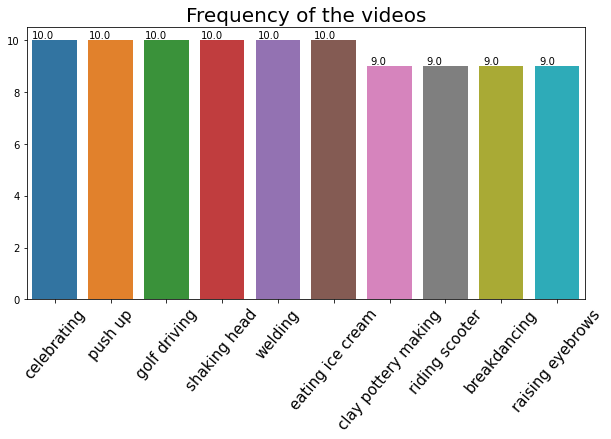 Frequency of the videos
10.0 10.0 10.0 10.0 10.0 10.0 9.0 9.0 9.0 9.0
10
8
6
4
2
0
celebrating
push up
golf driving
shaking head
welding
eating ice cream
clay pottery making
riding scooter
breakdancing
raising eyebrows